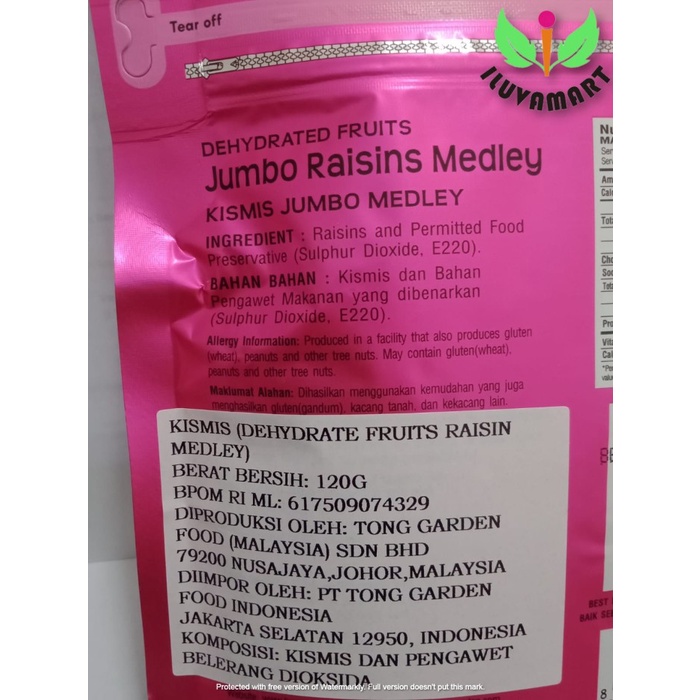 Tear off
ILUVAMART
DEHYDRATED FRUITS
Jumbo Raisins Medley
KISMIS JUMBO MEDLEY
INGREDIENT : Raisins and Permitted Food
Preservative (Sulphur Dioxide, E220).
BAHAN BAHAN : Kismis dan Bahan
Pengawet Makanan yang dibenarkan
(Sulphur Dioxide, E220).
Allergy Information: Produced in a facility that also produces gluten
(wheat), peanuts and other tree nuts. May contain gluten(wheat),
peanuts and other tree nuts.
Maklumat Alahan: Dihasilkan menggunakan kemudahan yang juga
menghasilkan gluten(gandum), kacang tanah, dan kekacang lain.
KISMIS (DEHYDRATE FRUITS RAISIN
MEDLEY)
BERAT BERSIH: 120G
BPOM RI ML: 617509074329
DIPRODUKSI OLEH: TONG GARDEN
FOOD (MALAYSIA) SDN BHD
79200 NUSAJAYA,JOHOR,MALAYSIA
DIIMPOR OLEH: PT TONG GARDEN
FOOD INDONESIA
JAKARTA SELATAN 12950, INDONESIA
KOMPOSISI: KISMIS DAN PENGAWET
BELERANG DIOKSIDA
BEST
BAIK
8
Protected with free version of Watermarkly. Full version doesn't put this mark.